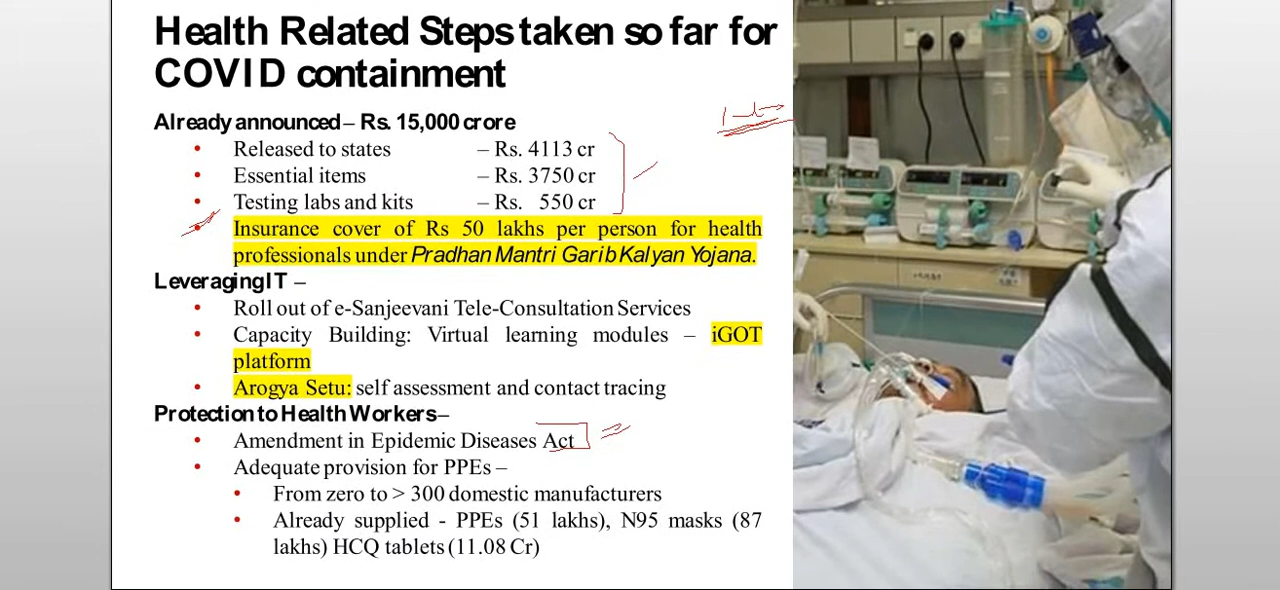 Health Related Steps taken so far for
COVID containment
Already announced – Rs. 15,000 crore
• Released to states – Rs. 4113 cr
• Essential items – Rs. 3750 cr
• Testing labs and kits – Rs. 550 cr
• Insurance cover of Rs 50 lakhs per person for health
professionals under Pradhan Mantri Garib Kalyan Yojana.
Leveraging IT –
• Roll out of e-Sanjeevani Tele-Consultation Services
• Capacity Building: Virtual learning modules – iGOT
platform
• Arogya Setu: self assessment and contact tracing
Protection to Health Workers–
• Amendment in Epidemic Diseases Act
• Adequate provision for PPEs –
• From zero to > 300 domestic manufacturers
• Already supplied - PPEs (51 lakhs), N95 masks (87
lakhs) HCQ tablets (11.08 Cr)